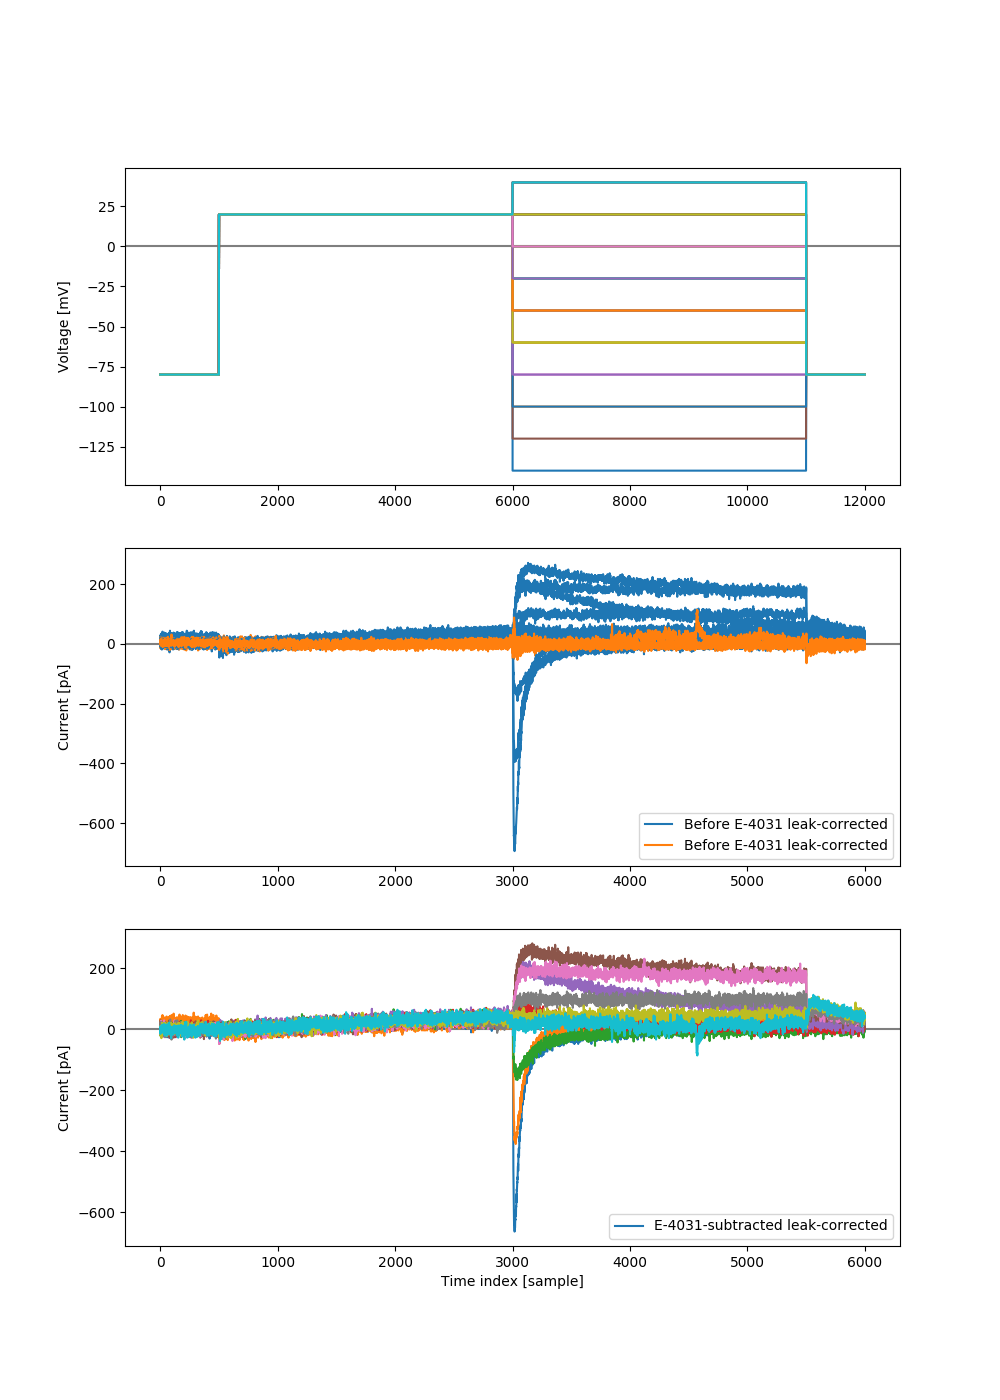 25
0
−25
−50
−75
−100
−125
Voltage [mV]
0 2000 4000 6000 8000 10000 12000
200
0
−200
−400
−600
Current [pA]
Before E-4031 leak-corrected
Before E-4031 leak-corrected
0 1000 2000 3000 4000 5000 6000
200
0
−200
−400
−600
Current [pA]
E-4031-subtracted leak-corrected
0 1000 2000 3000 4000 5000 6000
Time index [sample]